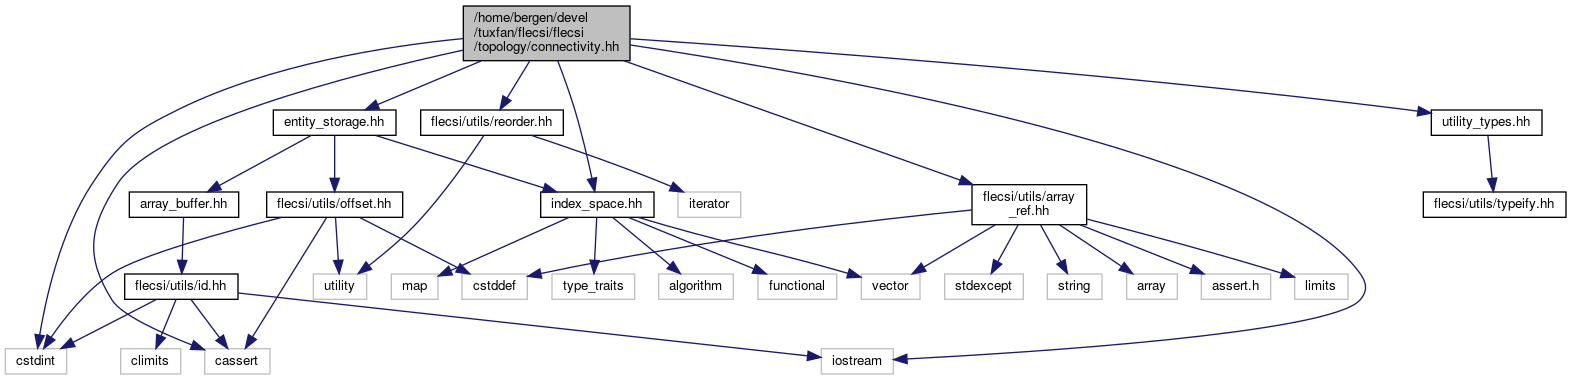 /home/bergen/devel
/tuxfan/flecsi/flecsi
/topology/connectivity.hh
entity_storage.hh
flecsi/utils/reorder.hh
utility_types.hh
array_buffer.hh
flecsi/utils/offset.hh
index_space.hh
iterator
flecsi/utils/array
_ref.hh
flecsi/utils/typeify.hh
flecsi/utils/id.hh
utility
map
cstddef
type_traits
algorithm
functional
vector
stdexcept
string
array
assert.h
limits
cstdint
climits
cassert
iostream